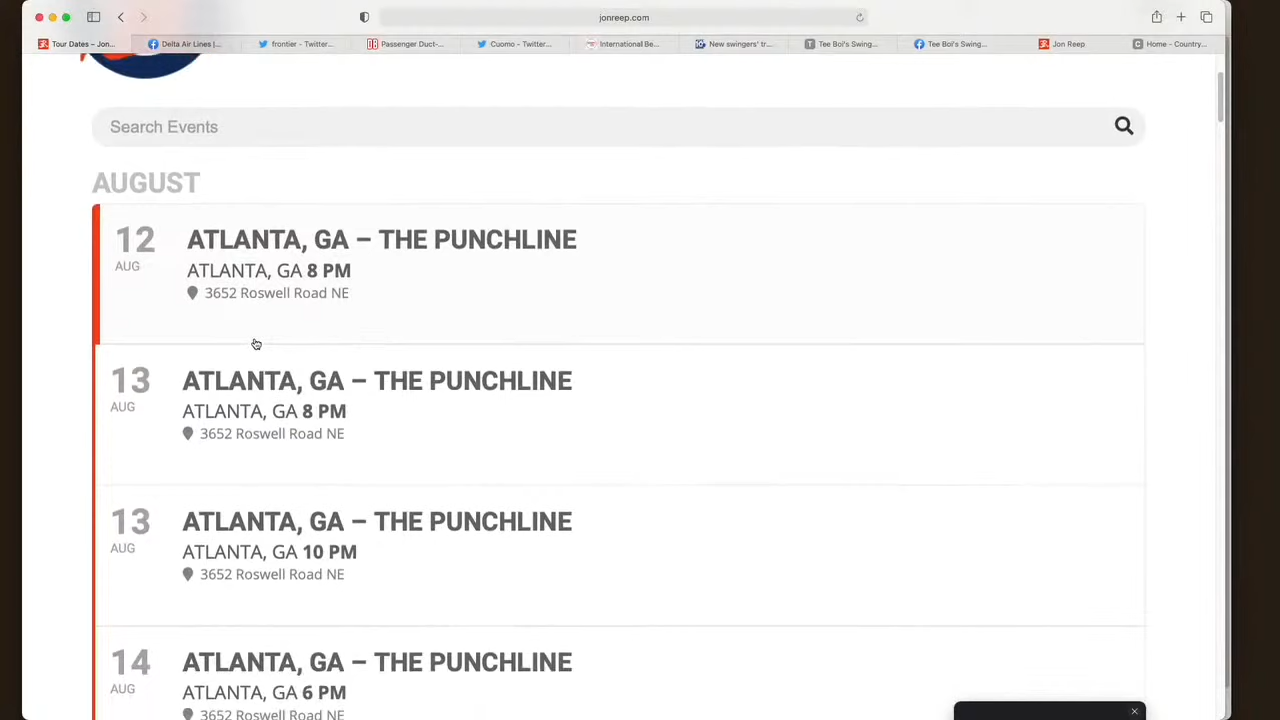 jonreep.com
Tour Dates – Jon...
Delta Air Lines |...
frontier - Twitter...
Passenger Duct-...
Cuomo - Twitter...
International Be...
New swingers' tr...
Tee Boi's Swing...
Tee Boi's Swing...
Jon Reep
Home - Country...
Search Events
AUGUST
12
AUG
ATLANTA, GA – THE PUNCHLINE
ATLANTA, GA 8 PM
3652 Roswell Road NE
13
AUG
ATLANTA, GA – THE PUNCHLINE
ATLANTA, GA 8 PM
3652 Roswell Road NE
13
AUG
ATLANTA, GA – THE PUNCHLINE
ATLANTA, GA 10 PM
3652 Roswell Road NE
14
AUG
ATLANTA, GA – THE PUNCHLINE
ATLANTA, GA 6 PM
3652 Roswell Road NE